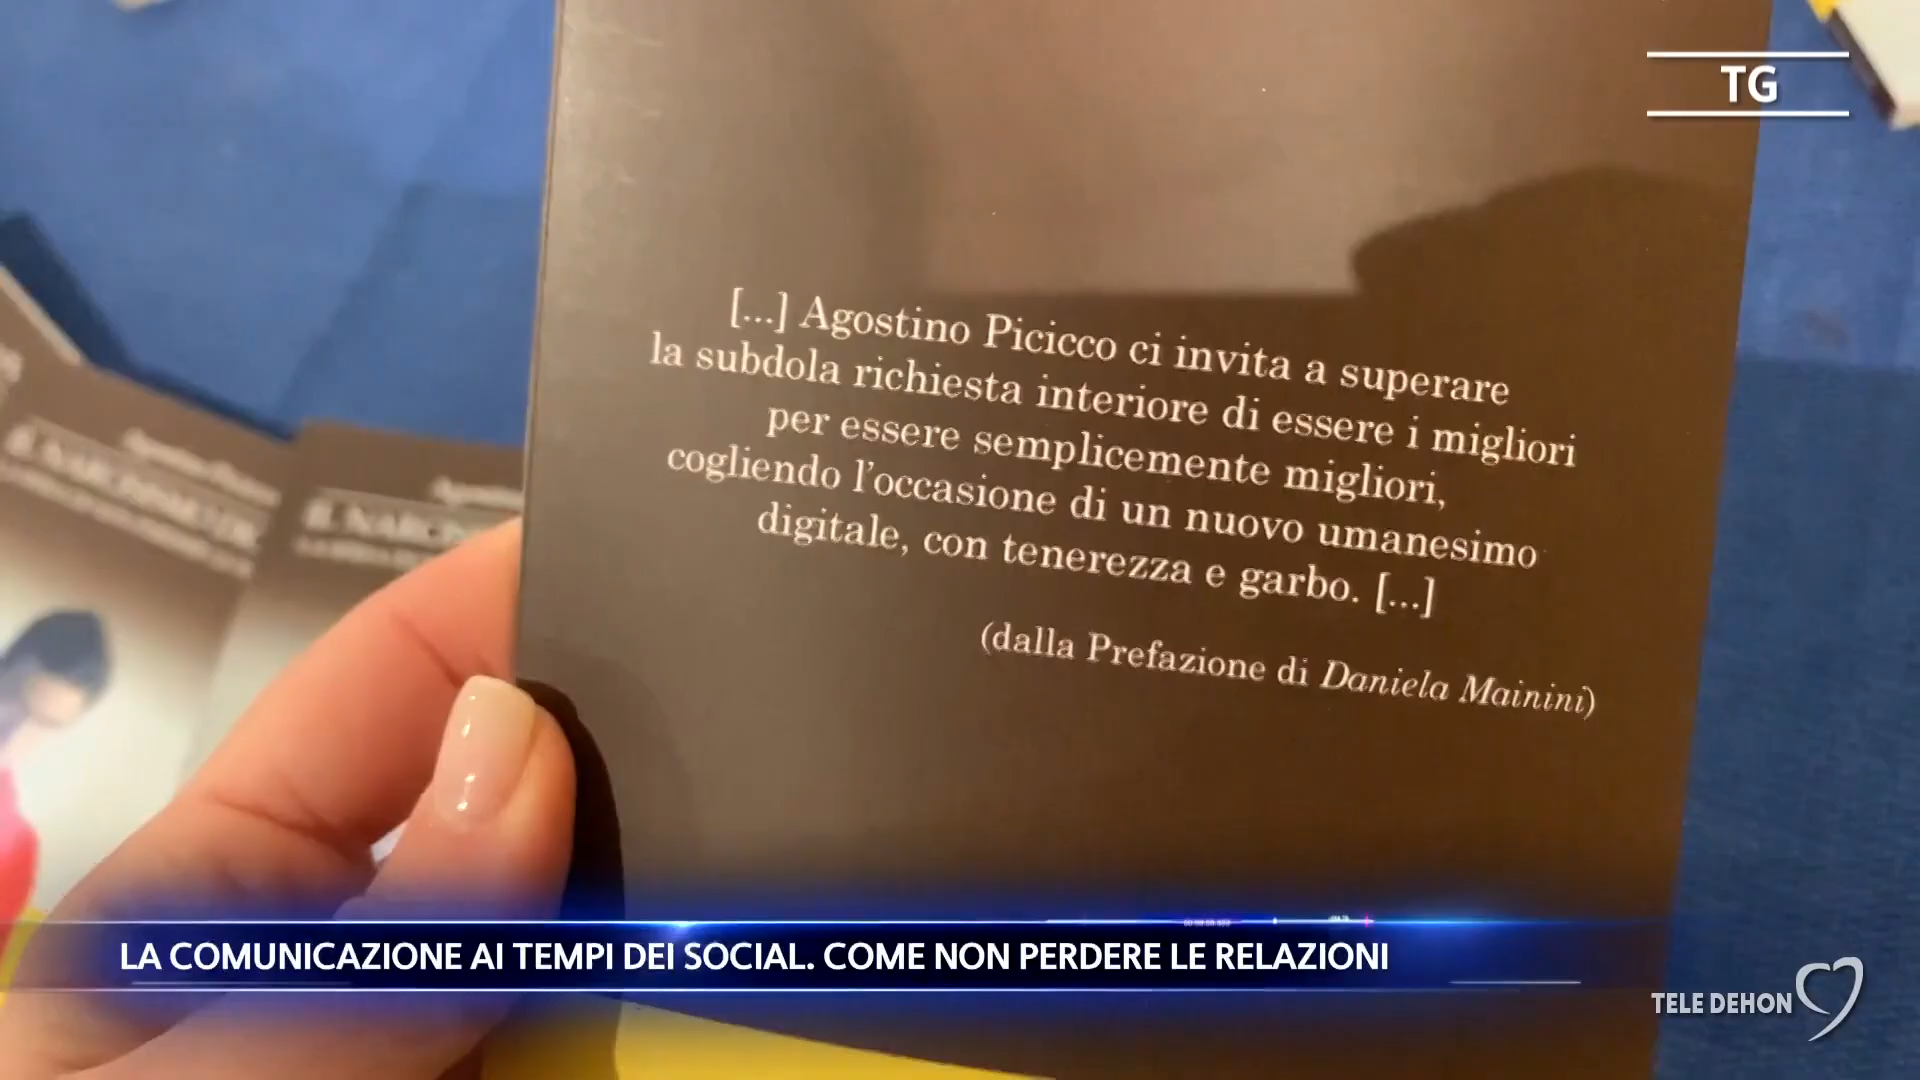 TG
[...] Agostino Picicco ci invita a superare
la subdola richiesta interiore di essere i migliori
per essere semplicemente migliori,
cogliendo l'occasione di un nuovo umanesimo
digitale, con tenerezza e garbo. [...]
(dalla Prefazione di Daniela Mainini)
LA COMUNICAZIONE AI TEMPI DEI SOCIAL. COME NON PERDERE LE RELAZIONI
TELE DEHON